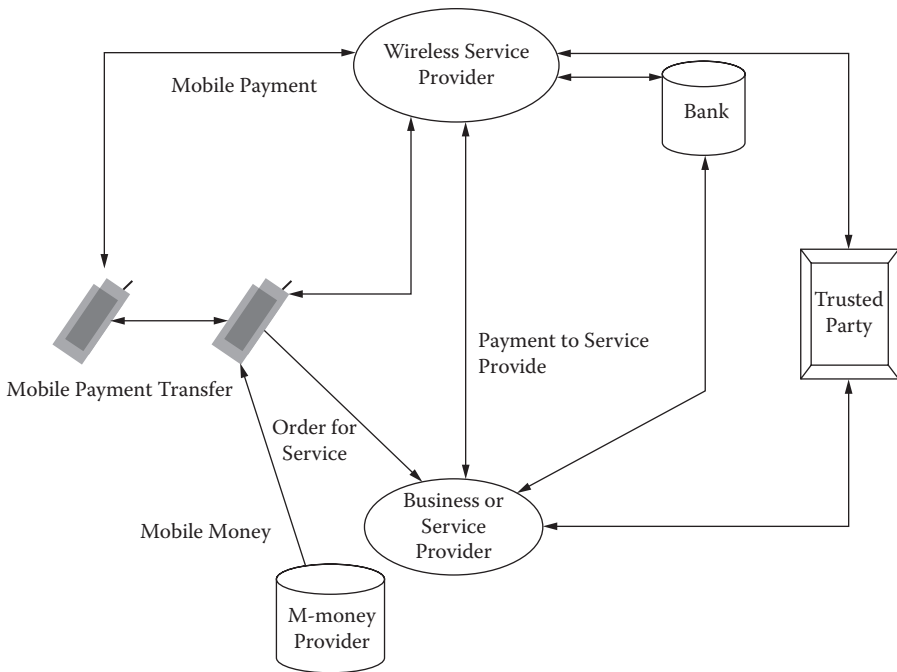 Wireless Service
Provider
Mobile Payment
Bank
Trusted
Party
Payment to Service
Provide
Mobile Payment Transfer
Order for
Service
Business or
Service
Provider
Mobile Money
M-money
Provider